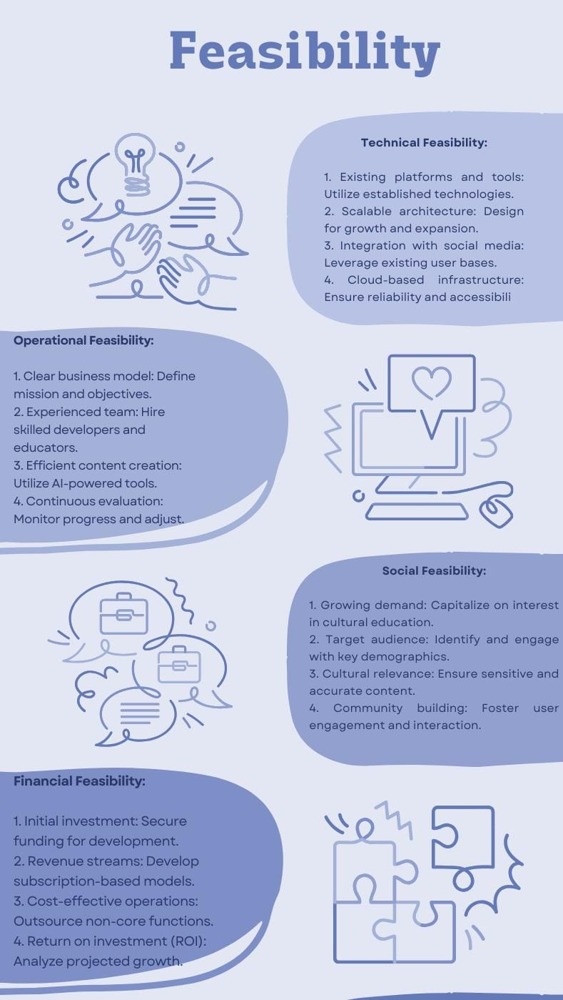 Feasibility
Technical Feasibility:
1. Existing platforms and tools:
Utilize established technologies.
2. Scalable architecture: Design
for growth and expansion.
3. Integration with social media:
Leverage existing user bases.
4. Cloud-based infrastructure:
Ensure reliability and accessibili
Operational Feasibility:
1. Clear business model: Define
mission and objectives.
2. Experienced team: Hire
skilled developers and
educators.
3. Efficient content creation:
Utilize AI-powered tools.
4. Continuous evaluation:
Monitor progress and adjust.
Social Feasibility:
1. Growing demand: Capitalize on interest
in cultural education.
2. Target audience: Identify and engage
with key demographics.
3. Cultural relevance: Ensure sensitive and
accurate content.
4. Community building: Foster user
engagement and interaction.
Financial Feasibility:
1. Initial investment: Secure
funding for development.
2. Revenue streams: Develop
subscription-based models.
3. Cost-effective operations:
Outsource non-core functions.
4. Return on investment (ROI):
Analyze projected growth.